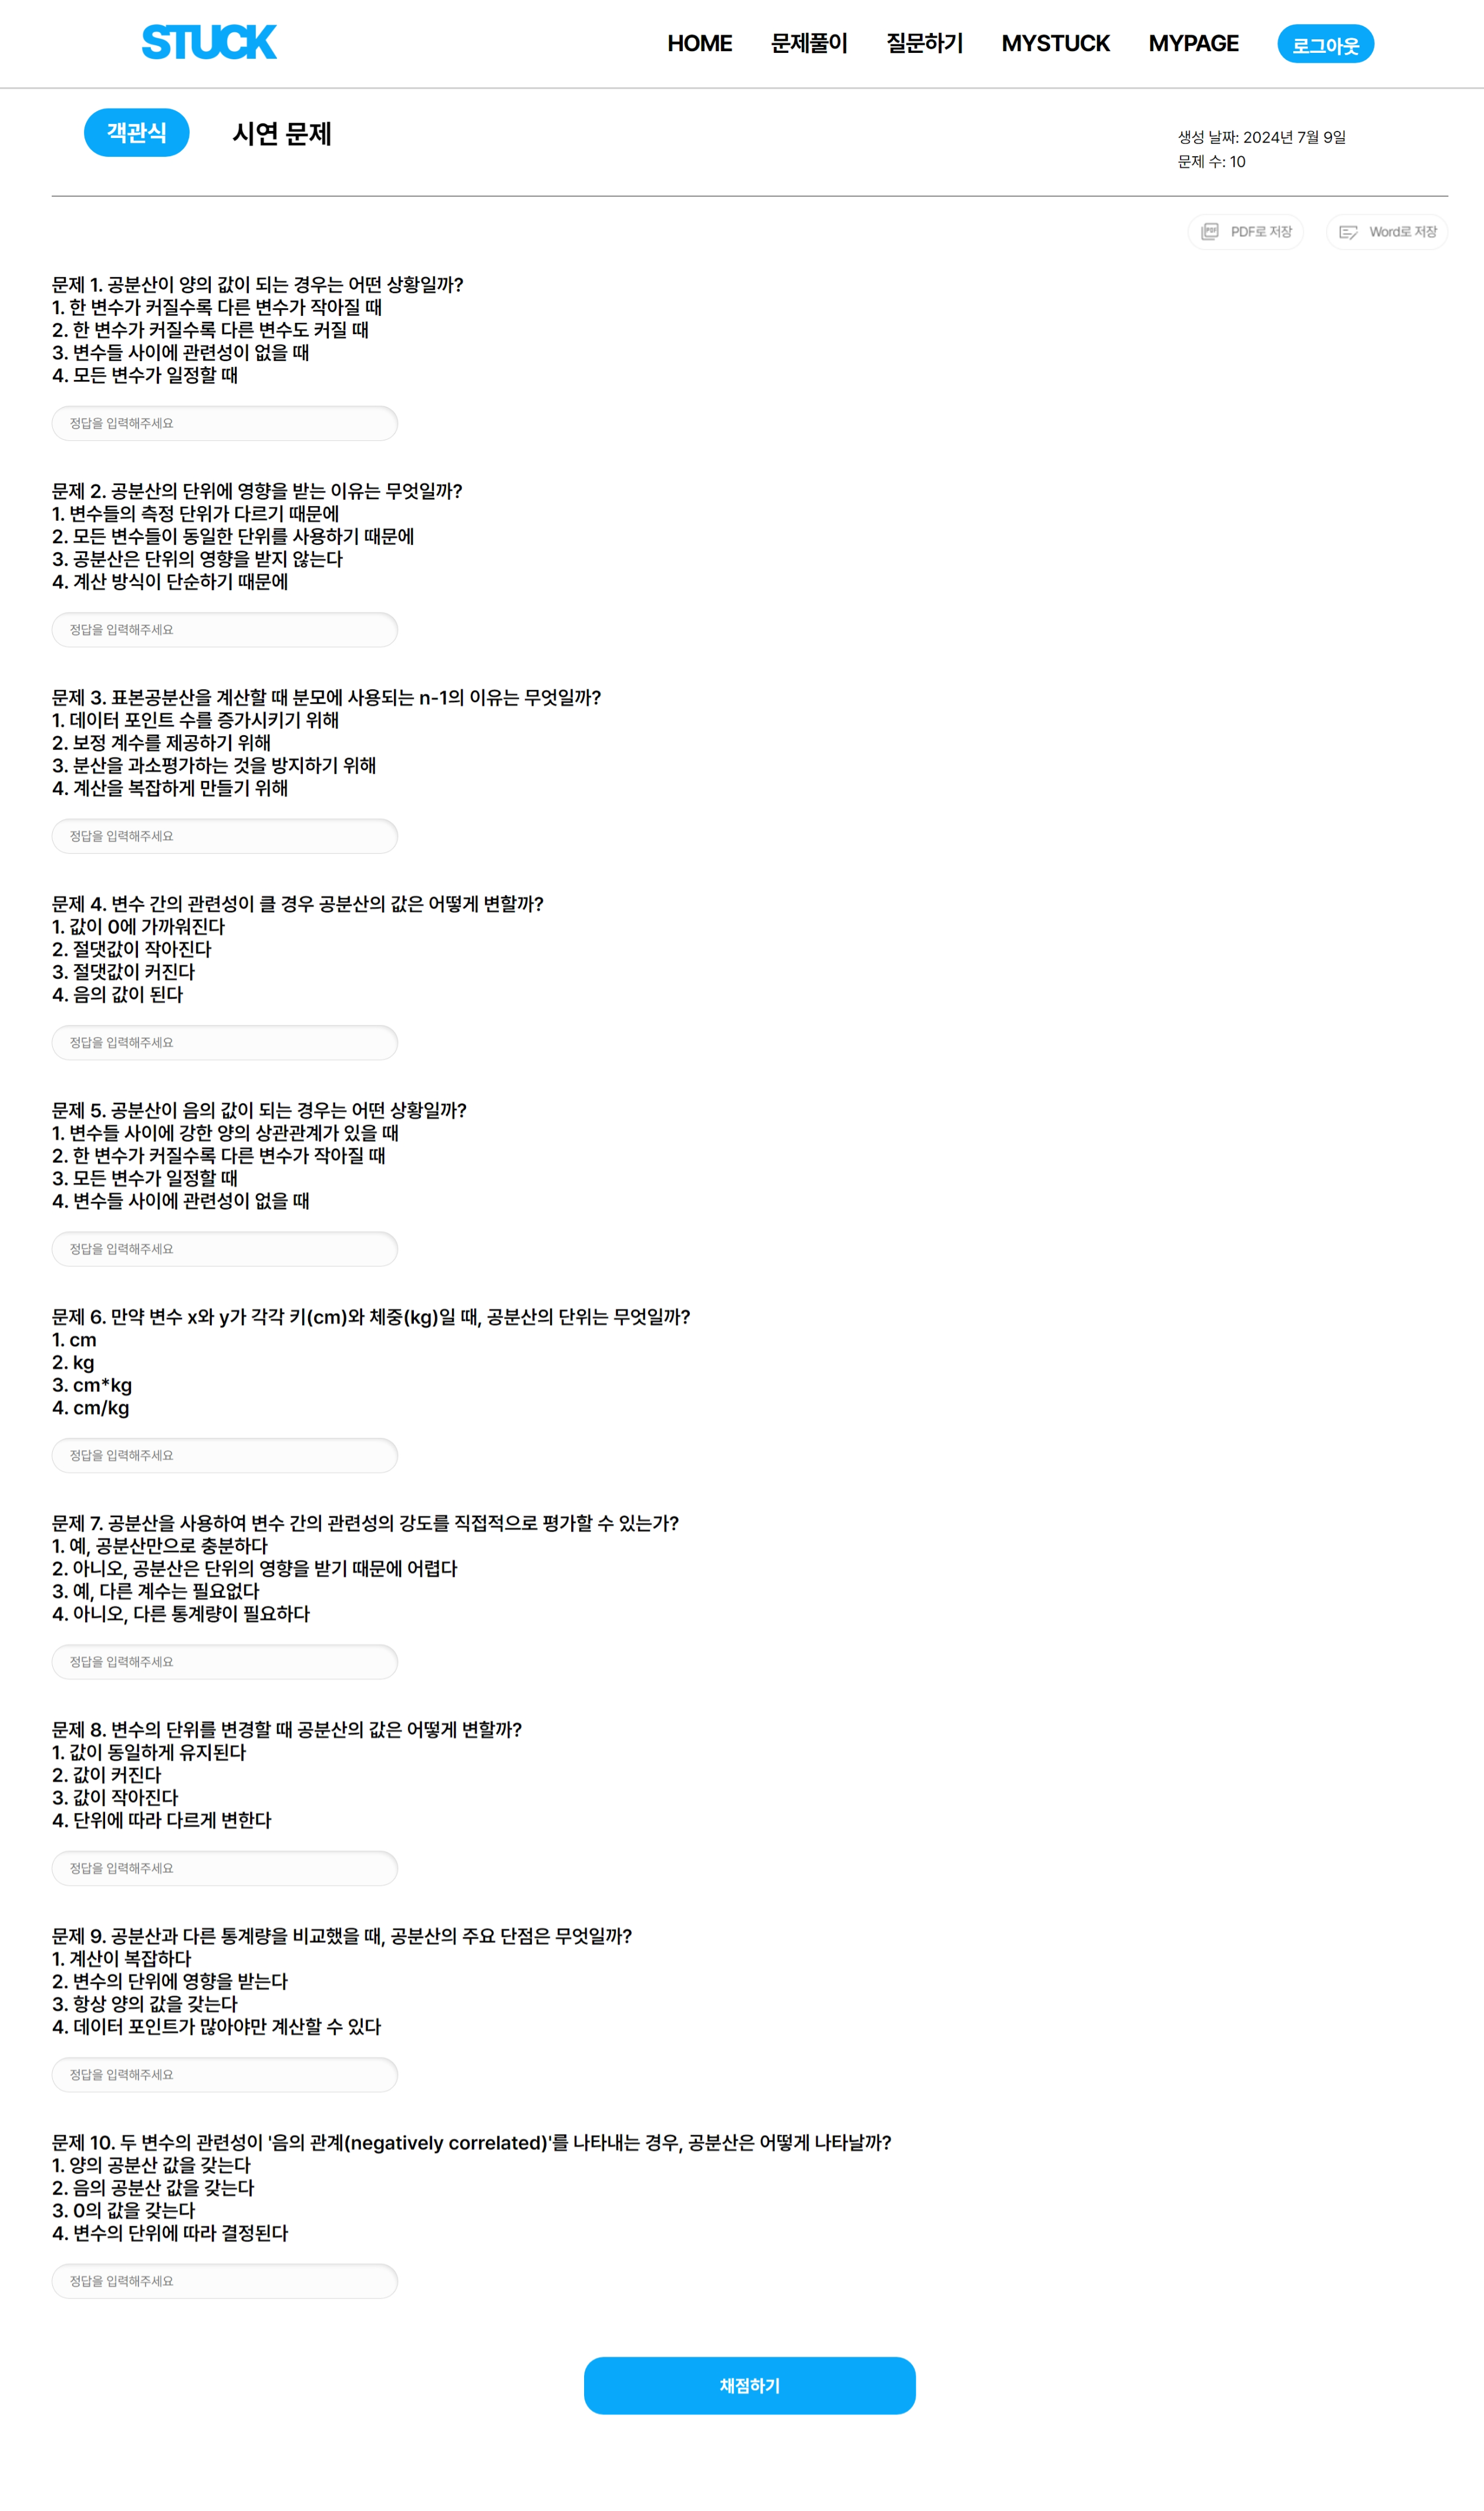 STUCK
HOME 문제풀이 질문하기 MYSTUCK MYPAGE 로그아웃
객관식 시연 문제
생성 날짜: 2024년 7월 9일
문제 수: 10
PDF로 저장 Word로 저장
문제 1. 공분산이 양의 값이 되는 경우는 어떤 상황일까?
1. 한 변수가 커질수록 다른 변수가 작아질 때
2. 한 변수가 커질수록 다른 변수도 커질 때
3. 변수들 사이에 관련성이 없을 때
4. 모든 변수가 일정할 때
정답을 입력해주세요
문제 2. 공분산의 단위에 영향을 받는 이유는 무엇일까?
1. 변수들의 측정 단위가 다르기 때문에
2. 모든 변수들이 동일한 단위를 사용하기 때문에
3. 공분산은 단위의 영향을 받지 않는다
4. 계산 방식이 단순하기 때문에
정답을 입력해주세요
문제 3. 표본공분산을 계산할 때 분모에 사용되는 n-1의 이유는 무엇일까?
1. 데이터 포인트 수를 증가시키기 위해
2. 보정 계수를 제공하기 위해
3. 분산을 과소평가하는 것을 방지하기 위해
4. 계산을 복잡하게 만들기 위해
정답을 입력해주세요
문제 4. 변수 간의 관련성이 클 경우 공분산의 값은 어떻게 변할까?
1. 값이 0에 가까워진다
2. 절댓값이 작아진다
3. 절댓값이 커진다
4. 음의 값이 된다
정답을 입력해주세요
문제 5. 공분산이 음의 값이 되는 경우는 어떤 상황일까?
1. 변수들 사이에 강한 양의 상관관계가 있을 때
2. 한 변수가 커질수록 다른 변수가 작아질 때
3. 모든 변수가 일정할 때
4. 변수들 사이에 관련성이 없을 때
정답을 입력해주세요
문제 6. 만약 변수 x와 y가 각각 키(cm)와 체중(kg)일 때, 공분산의 단위는 무엇일까?
1. cm
2. kg
3. cm*kg
4. cm/kg
정답을 입력해주세요
문제 7. 공분산을 사용하여 변수 간의 관련성의 강도를 직접적으로 평가할 수 있는가?
1. 예, 공분산만으로 충분하다
2. 아니오, 공분산은 단위의 영향을 받기 때문에 어렵다
3. 예, 다른 계수는 필요없다
4. 아니오, 다른 통계량이 필요하다
정답을 입력해주세요
문제 8. 변수의 단위를 변경할 때 공분산의 값은 어떻게 변할까?
1. 값이 동일하게 유지된다
2. 값이 커진다
3. 값이 작아진다
4. 단위에 따라 다르게 변한다
정답을 입력해주세요
문제 9. 공분산과 다른 통계량을 비교했을 때, 공분산의 주요 단점은 무엇일까?
1. 계산이 복잡하다
2. 변수의 단위에 영향을 받는다
3. 항상 양의 값을 갖는다
4. 데이터 포인트가 많아야만 계산할 수 있다
정답을 입력해주세요
문제 10. 두 변수의 관련성이 '음의 관계(negatively correlated)'를 나타내는 경우, 공분산은 어떻게 나타날까?
1. 양의 공분산 값을 갖는다
2. 음의 공분산 값을 갖는다
3. 0의 값을 갖는다
4. 변수의 단위에 따라 결정된다
정답을 입력해주세요
채점하기